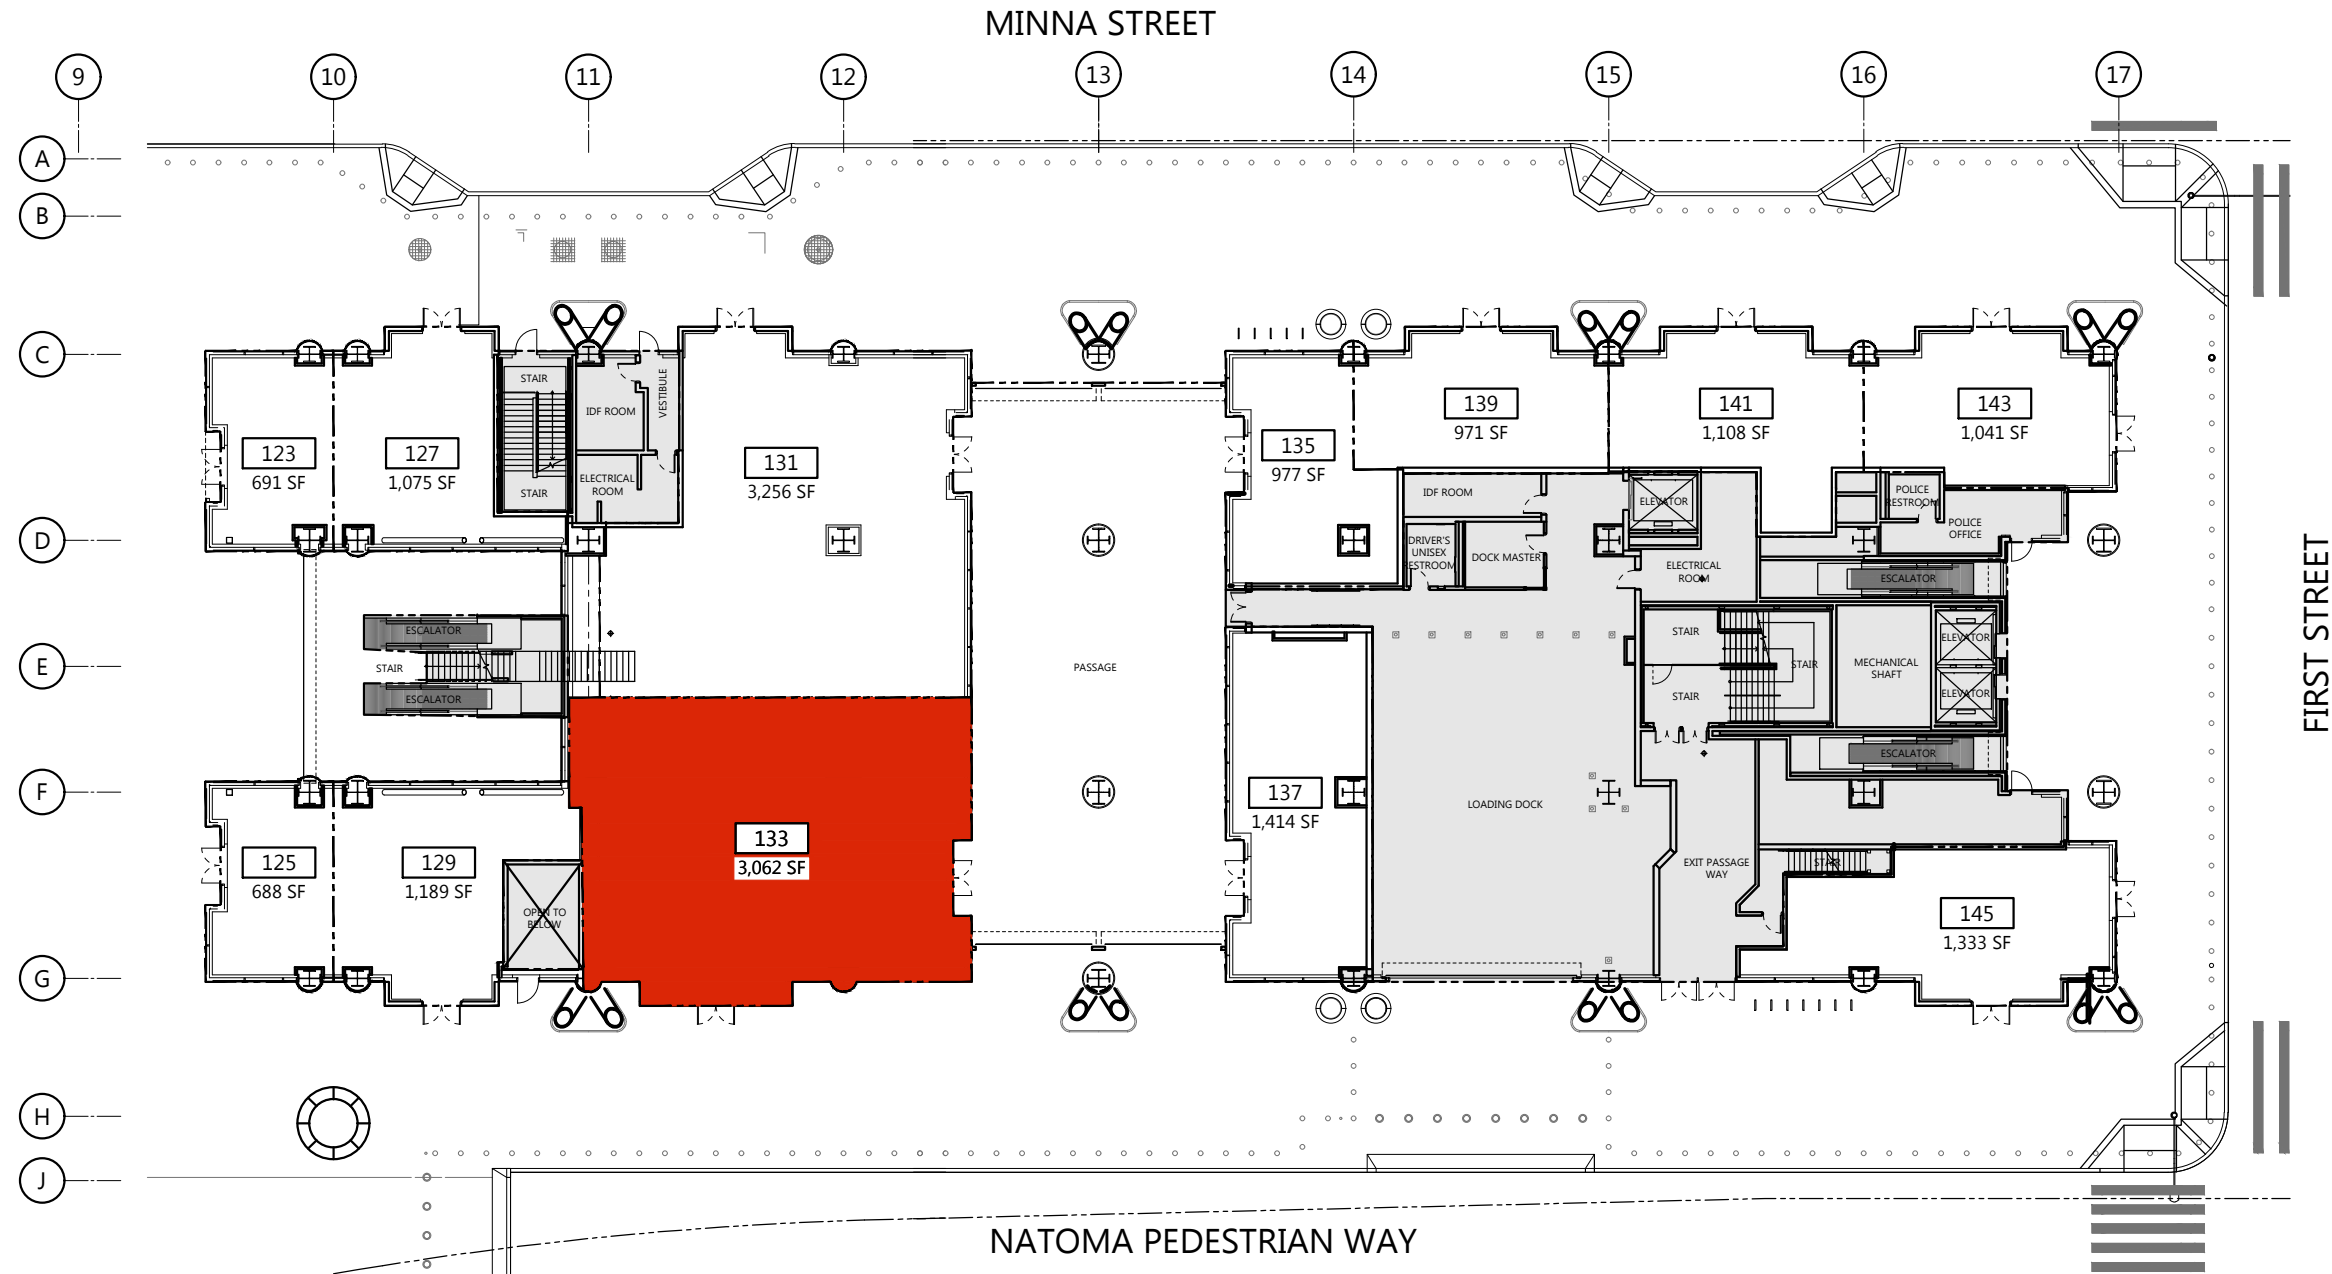 MINNA STREET
9
10
11
12
13
14
15
16
17
A
B
C
D
E
F
G
H
J
STAIR
STAIR
IDF ROOM
VESTIBULE
ELECTRICAL
ROOM
123
691 SF
127
1,075 SF
131
3,256 SF
135
977 SF
139
971 SF
141
1,108 SF
143
1,041 SF
IDF ROOM
ELEVATOR
POLICE
RESTROOM
POLICE
OFFICE
DRIVER'S
UNISEX
RESTROOM
DOCK MASTER
ELECTRICAL
ROOM
ESCALATOR
ESCALATOR
STAIR
ESCALATOR
PASSAGE
STAIR
STAIR
STAIR
MECHANICAL
SHAFT
ELEVATOR
ELEVATOR
ESCALATOR
FIRST STREET
125
688 SF
129
1,189 SF
OPEN TO
BELOW
133
3,062 SF
137
1,414 SF
LOADING DOCK
EXIT PASSAGE
WAY
STAIR
145
1,333 SF
NATOMA PEDESTRIAN WAY